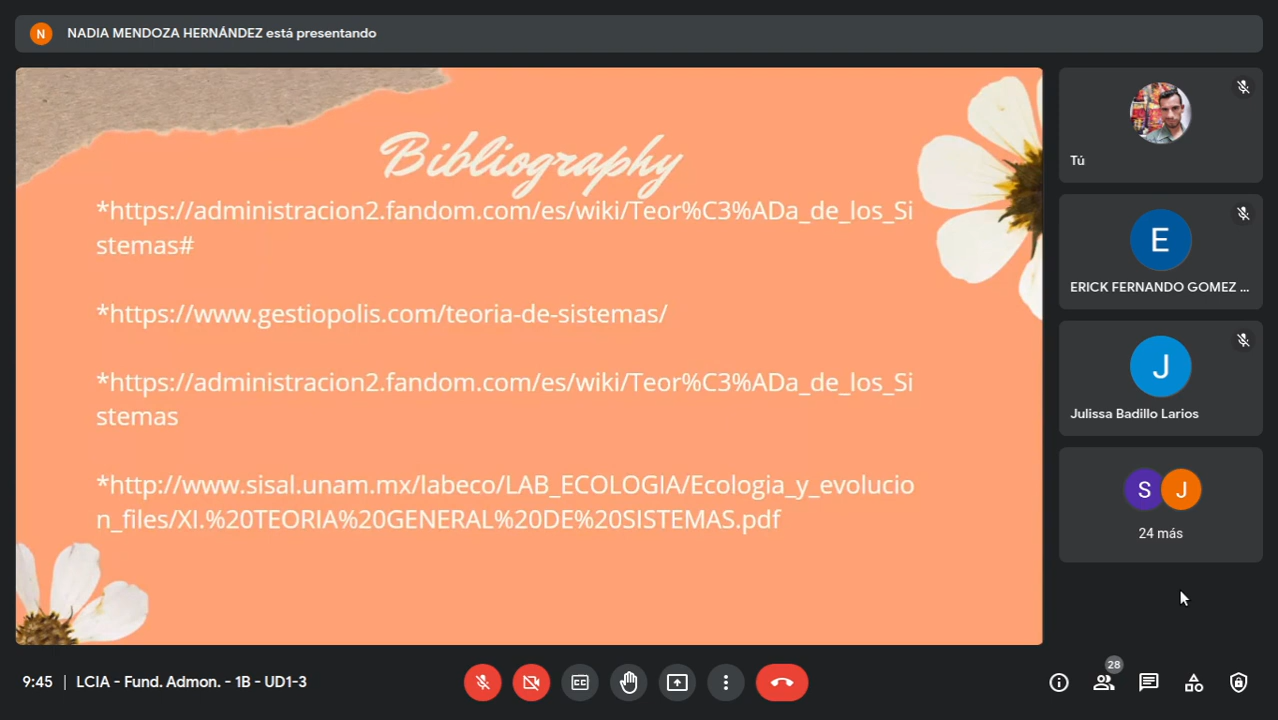 N
NADIA MENDOZA HERNÁNDEZ está presentando
Bibliography
*https://administracion2.fandom.com/es/wiki/Teor%C3%ADa_de_los_Si
stemas#
*https://www.gestiopolis.com/teoria-de-sistemas/
*https://administracion2.fandom.com/es/wiki/Teor%C3%ADa_de_los_Si
stemas
*http://www.sisal.unam.mx/labeco/LAB_ECOLOGIA/Ecologia_y_evolucio
n_files/XI.%20TEORIA%20GENERAL%20DE%20SISTEMAS.pdf
Tú
E
ERICK FERNANDO GOMEZ ...
J
Julissa Badillo Larios
S J
24 más
9:45 | LCIA - Fund. Admon. - 1B - UD1-3
CC
28